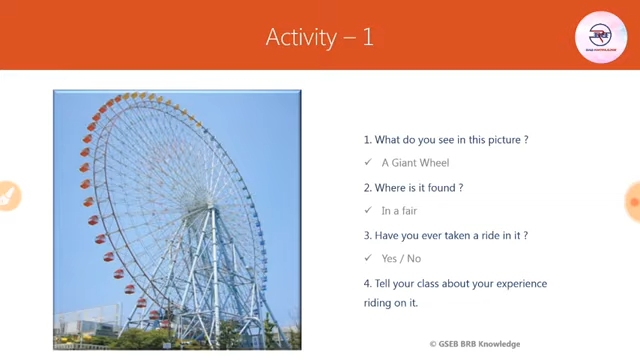 Activity – 1
1. What do you see in this picture ?
✓ A Giant Wheel
2. Where is it found ?
✓ In a fair
3. Have you ever taken a ride in it ?
✓ Yes / No
4. Tell your class about your experience
riding on it.
© GSEB BRB Knowledge